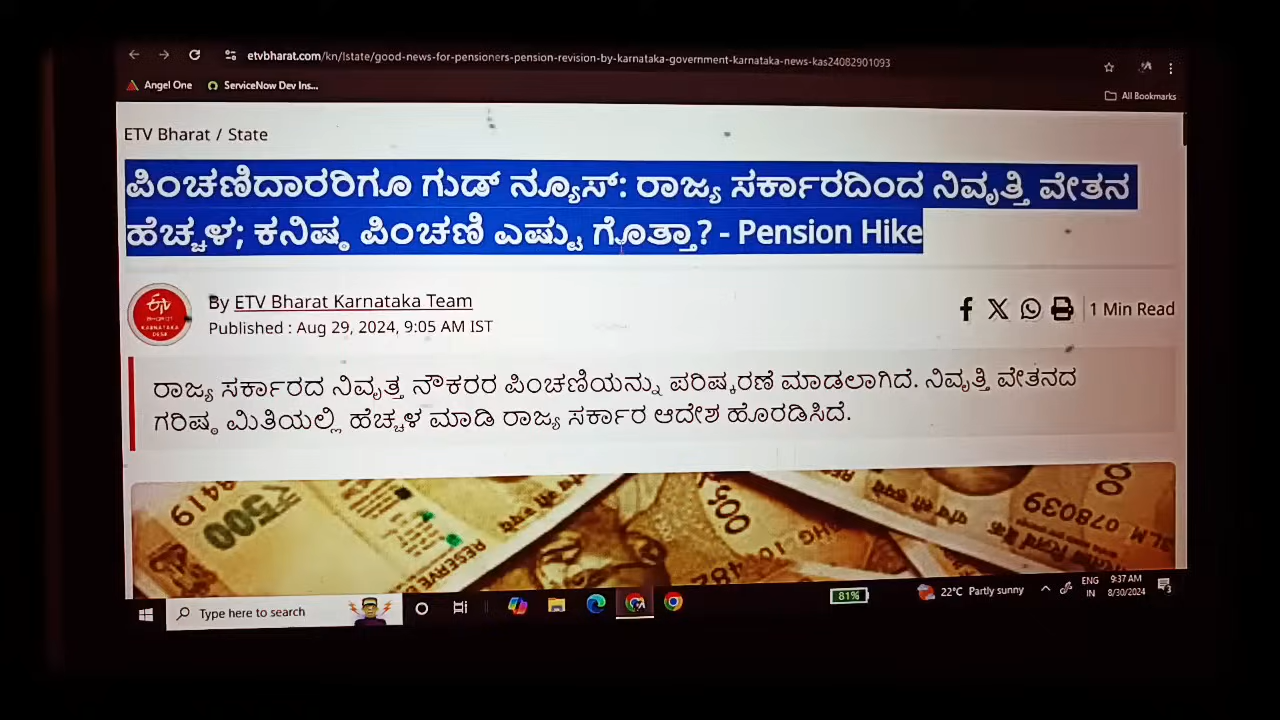 etvbharat.com/kn/!state/good-news-for-pensioners-pension-revision-by-karnataka-government-karnataka-news-kas24082901093
Angel One ServiceNow Dev Ins... All Bookmarks
ETV Bharat / State
ಪಿಂಚಣಿದಾರರಿಗೂ ಗುಡ್ ನ್ಯೂಸ್: ರಾಜ್ಯ ಸರ್ಕಾರದಿಂದ ನಿವೃತ್ತಿ ವೇತನ
ಹೆಚ್ಚಳ; ಕನಿಷ್ಠ ಪಿಂಚಣಿ ಎಷ್ಟು ಗೊತ್ತಾ? - Pension Hike
By ETV Bharat Karnataka Team
Published : Aug 29, 2024, 9:05 AM IST
1 Min Read
ರಾಜ್ಯ ಸರ್ಕಾರದ ನಿವೃತ್ತ ನೌಕರರ ಪಿಂಚಣಿಯನ್ನು ಪರಿಷ್ಕರಣೆ ಮಾಡಲಾಗಿದೆ. ನಿವೃತ್ತಿ ವೇತನದ
ಗರಿಷ್ಠ ಮಿತಿಯಲ್ಲಿ ಹೆಚ್ಚಳ ಮಾಡಿ ರಾಜ್ಯ ಸರ್ಕಾರ ಆದೇಶ ಹೊರಡಿಸಿದೆ.
₹500
078039
Type here to search
81%
22°C Partly sunny
ENG
IN
9:37 AM
8/30/2024